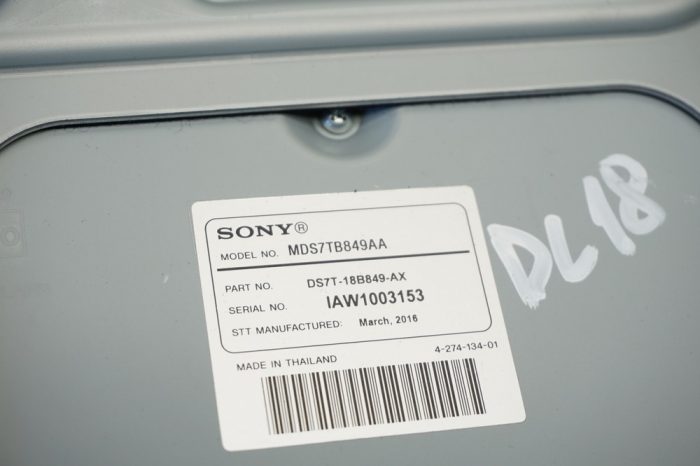 SONY®
MODEL NO. MDS7TB849AA
PART NO. DS7T-18B849-AX
SERIAL NO. IAW1003153
STT MANUFACTURED: March, 2016
MADE IN THAILAND 4-274-134-01
DL18